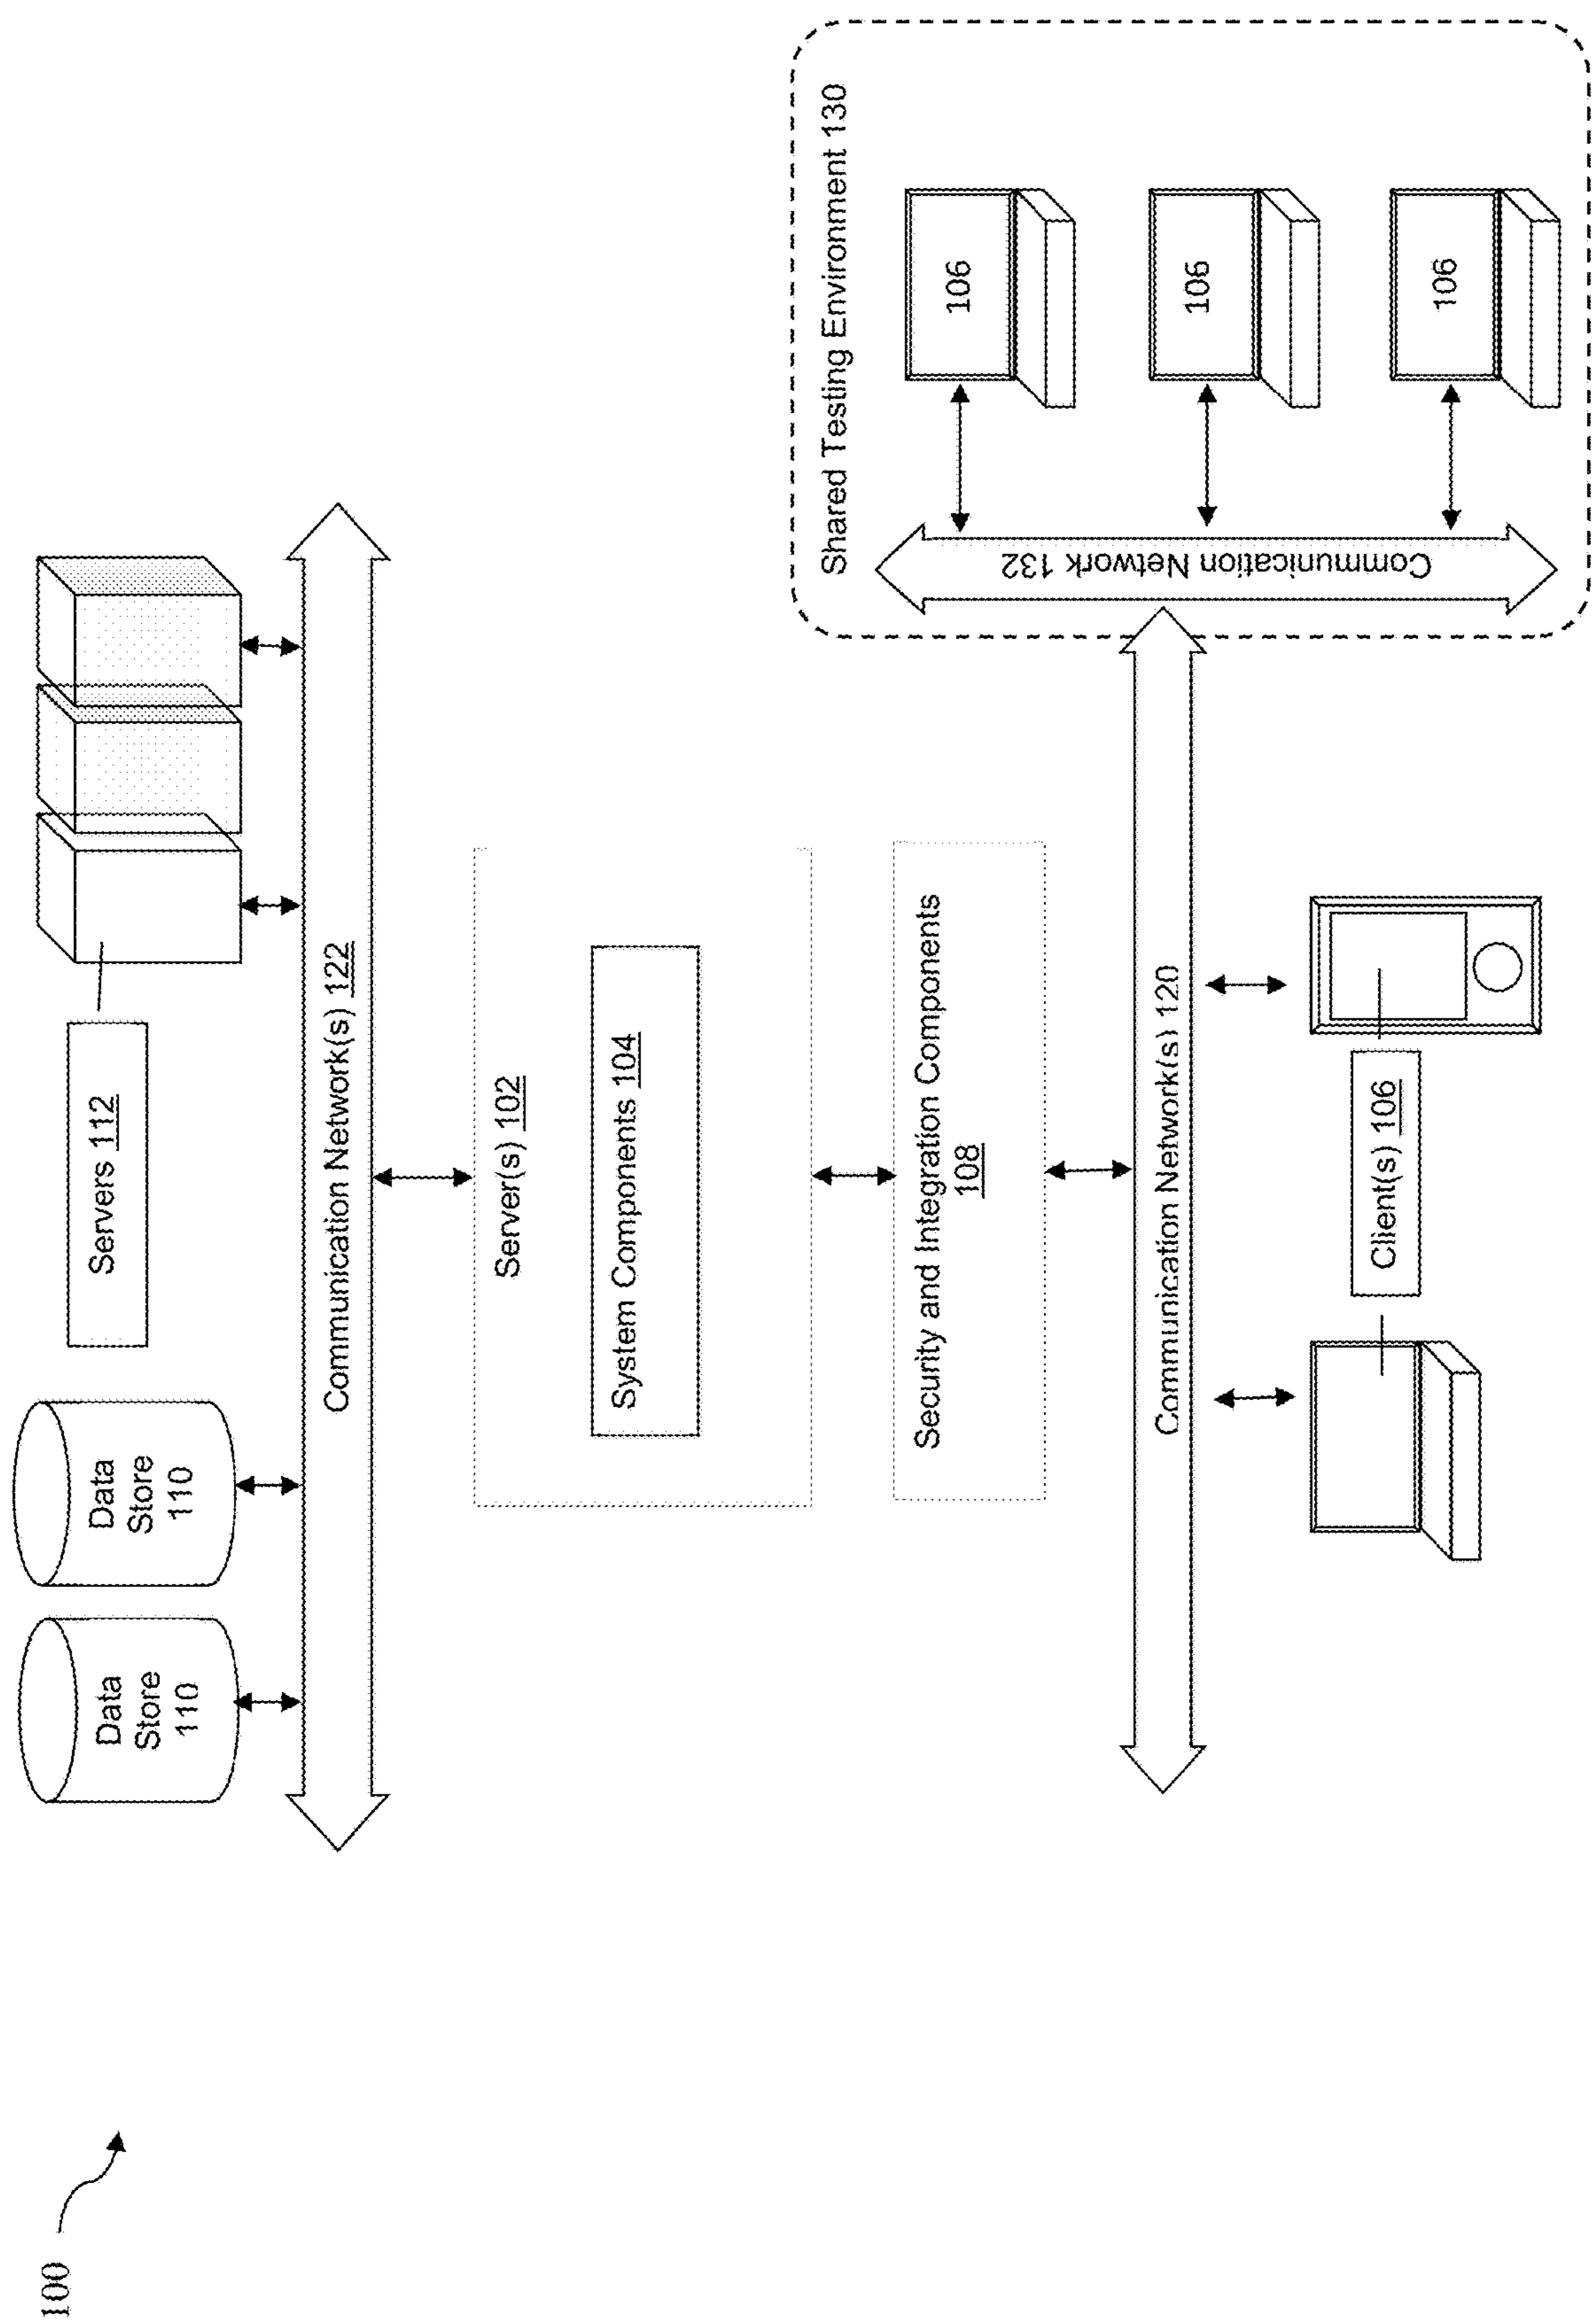 100
Data
Store
110
Data
Store
110
Servers 112
Communication Network(s) 122
Server(s) 102
System Components 104
Security and Integration Components
108
Communication Network(s) 120
Client(s) 106
Shared Testing Environment 130
Communication Network 132
106
106
106